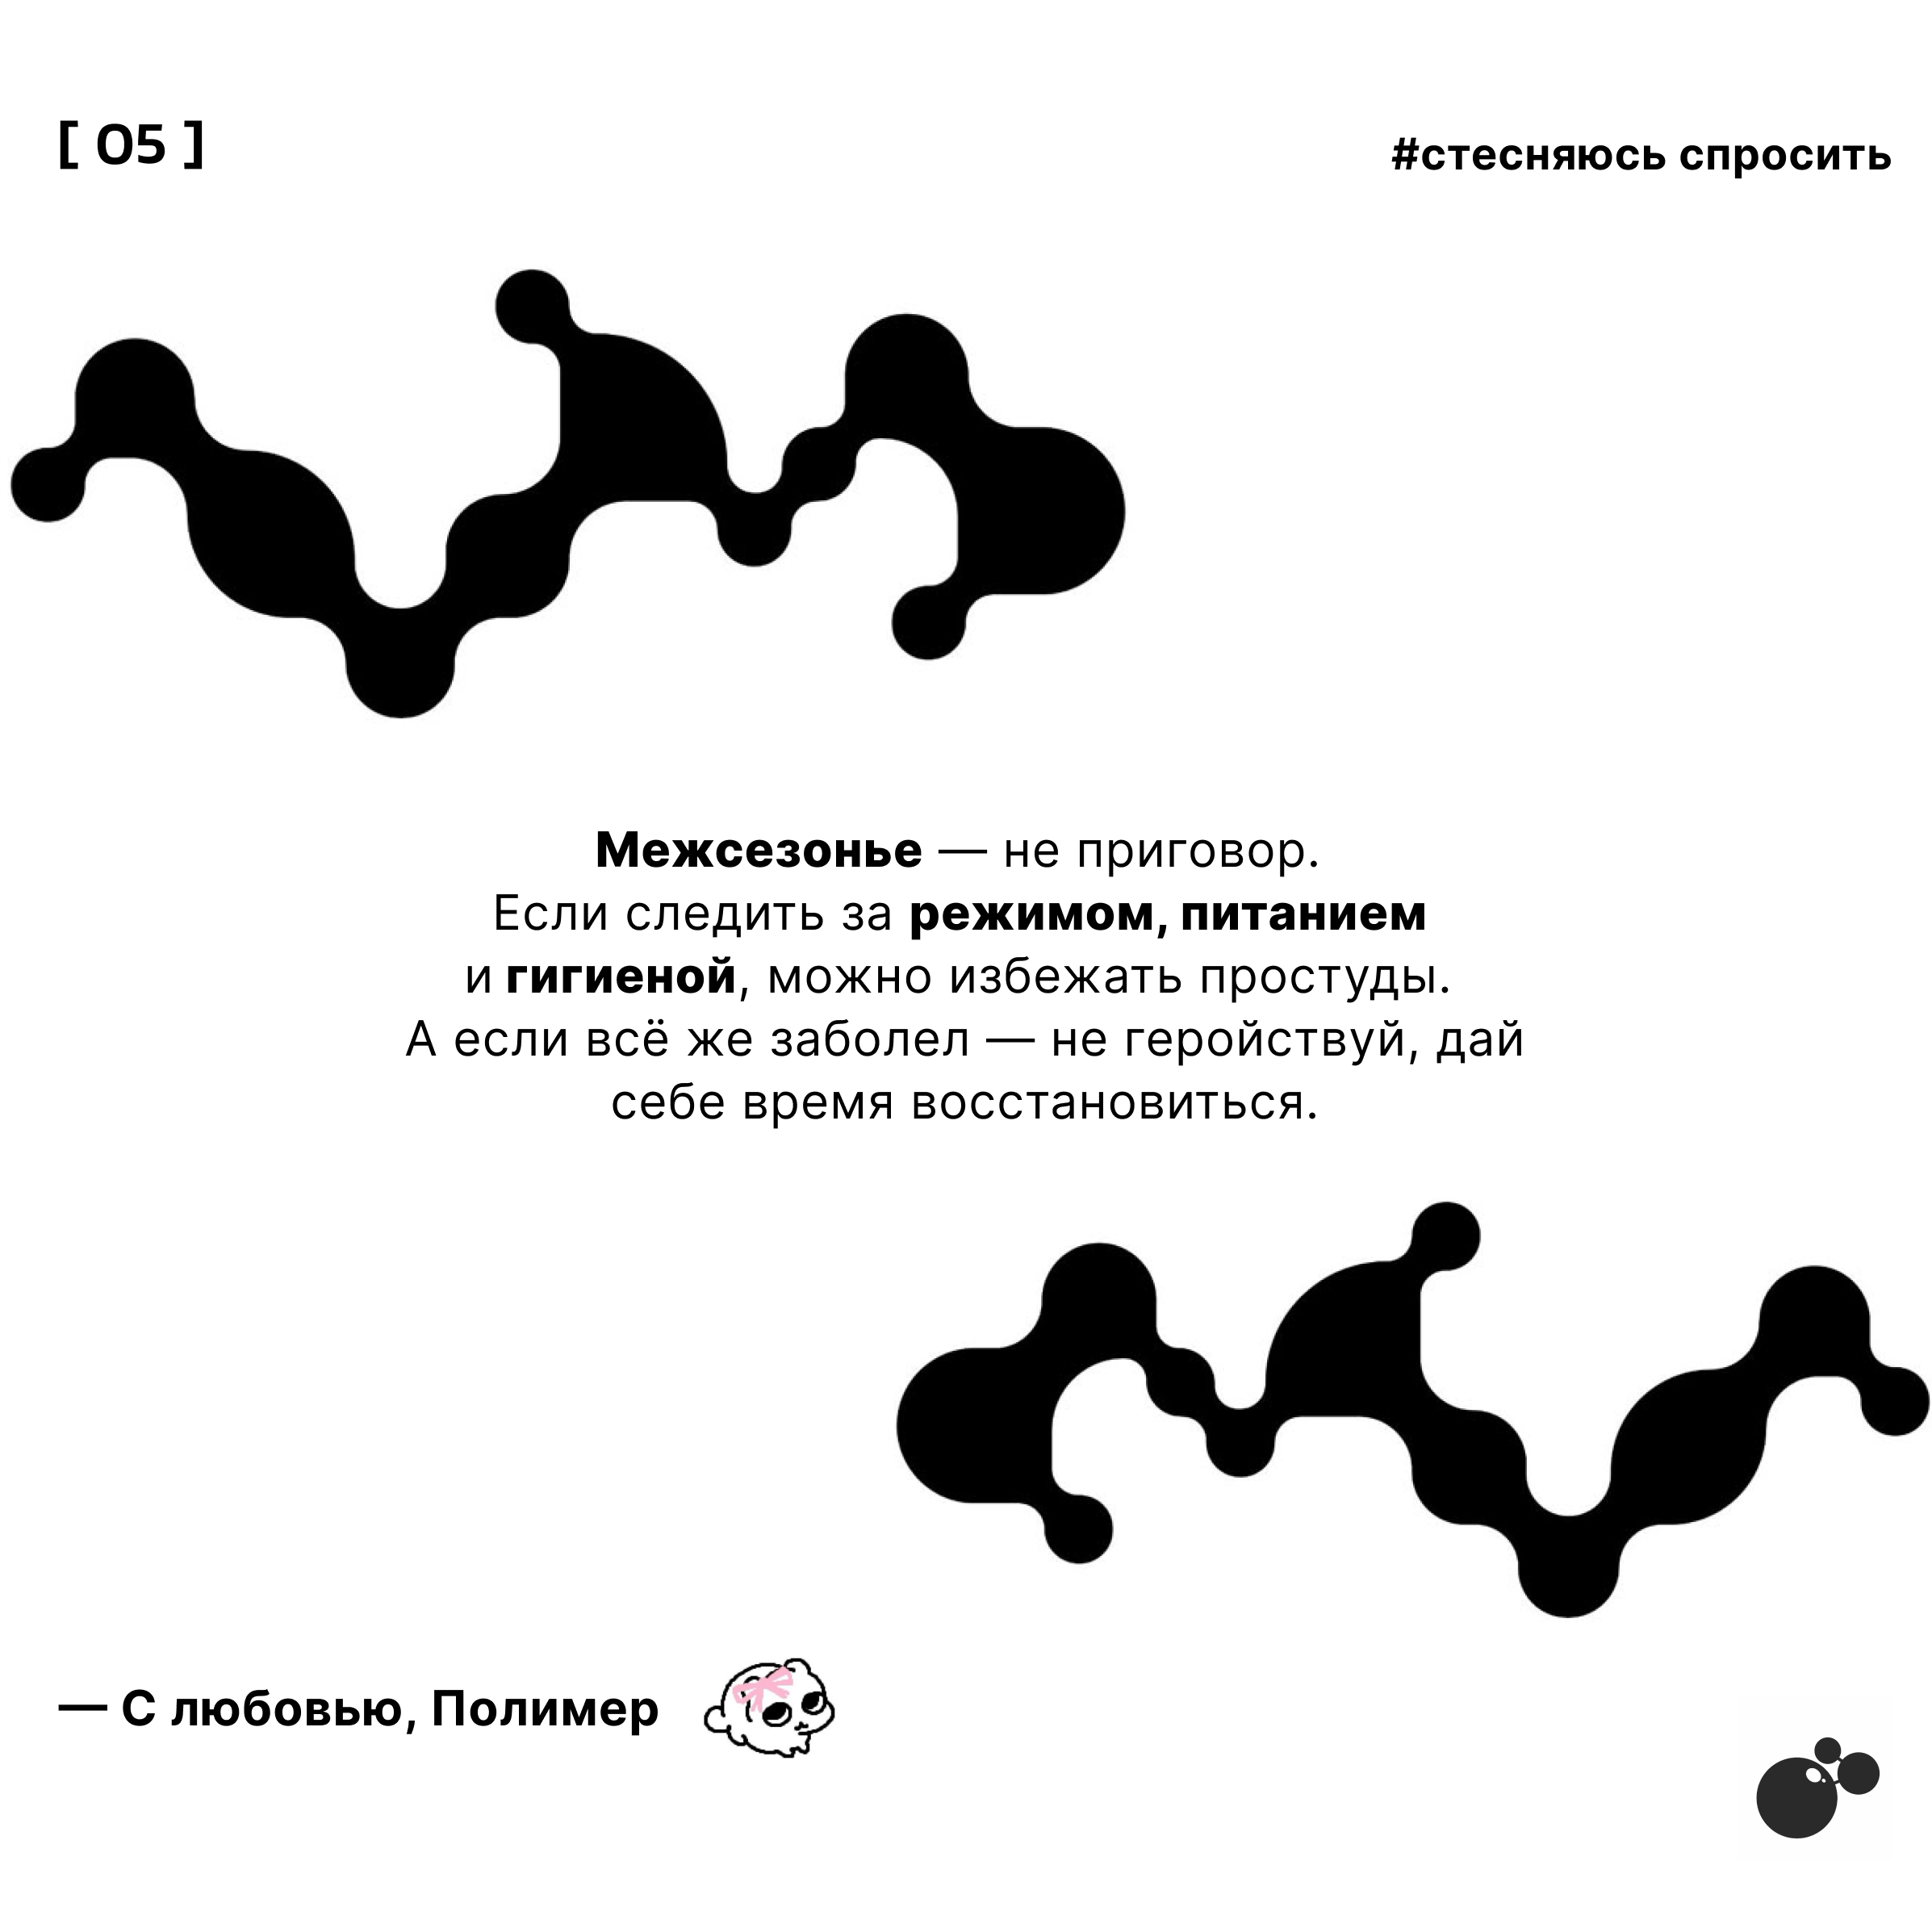 [ 05 ]
#стесняюсь спросить
Межсезонье — не приговор.
Если следить за режимом, питанием
и гигиеной, можно избежать простуды.
А если всё же заболел — не геройствуй, дай
себе время восстановиться.
— С любовью, Полимер